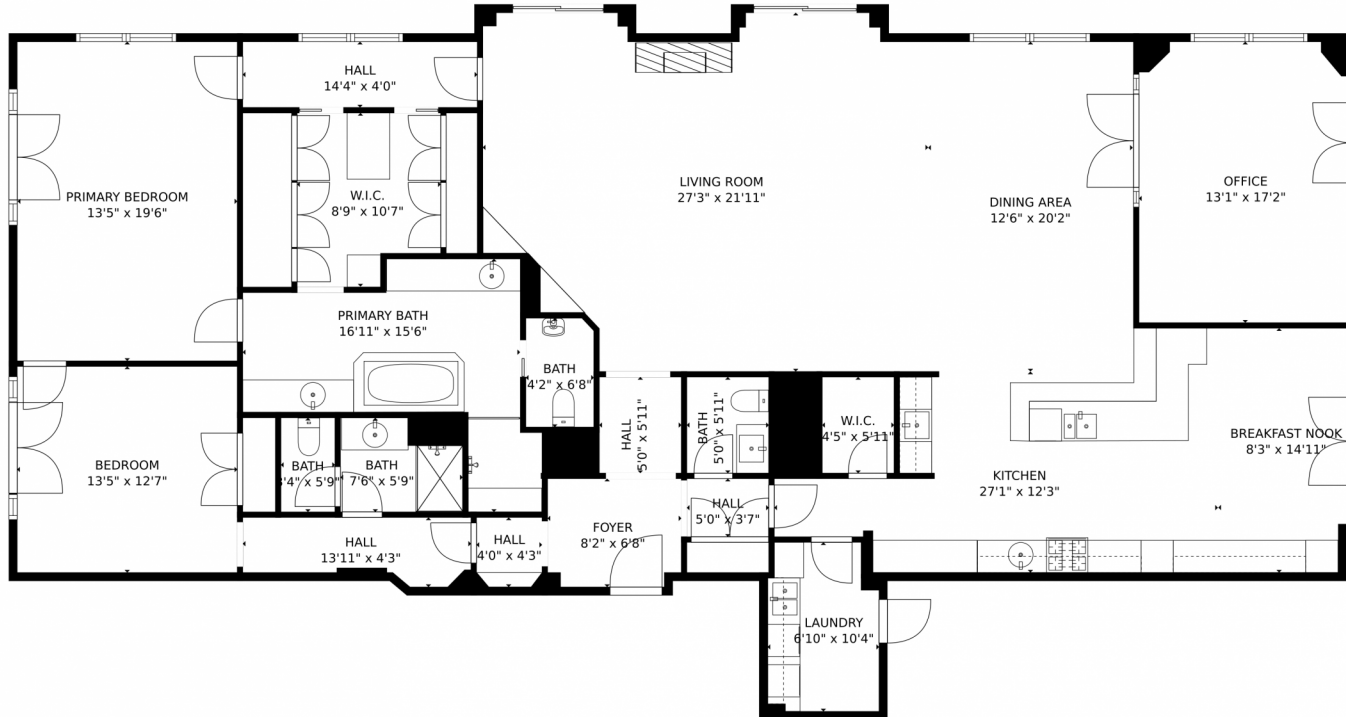 HALL
14'4" x 4'0"
PRIMARY BEDROOM
13'5" x 19'6"
W.I.C.
8'9" x 10'7"
LIVING ROOM
27'3" x 21'11"
DINING AREA
12'6" x 20'2"
OFFICE
13'1" x 17'2"
PRIMARY BATH
16'11" x 15'6"
BATH
4'2" x 6'8"
HALL
5'0" x 5'11"
BATH
5'0" x 5'11"
W.I.C.
4'5" x 5'11"
BREAKFAST NOOK
8'3" x 14'11"
BEDROOM
13'5" x 12'7"
BATH
3'4" x 5'9"
BATH
7'6" x 5'9"
KITCHEN
27'1" x 12'3"
HALL
13'11" x 4'3"
HALL
4'0" x 4'3"
FOYER
8'2" x 6'8"
HALL
5'0" x 3'7"
LAUNDRY
6'10" x 10'4"